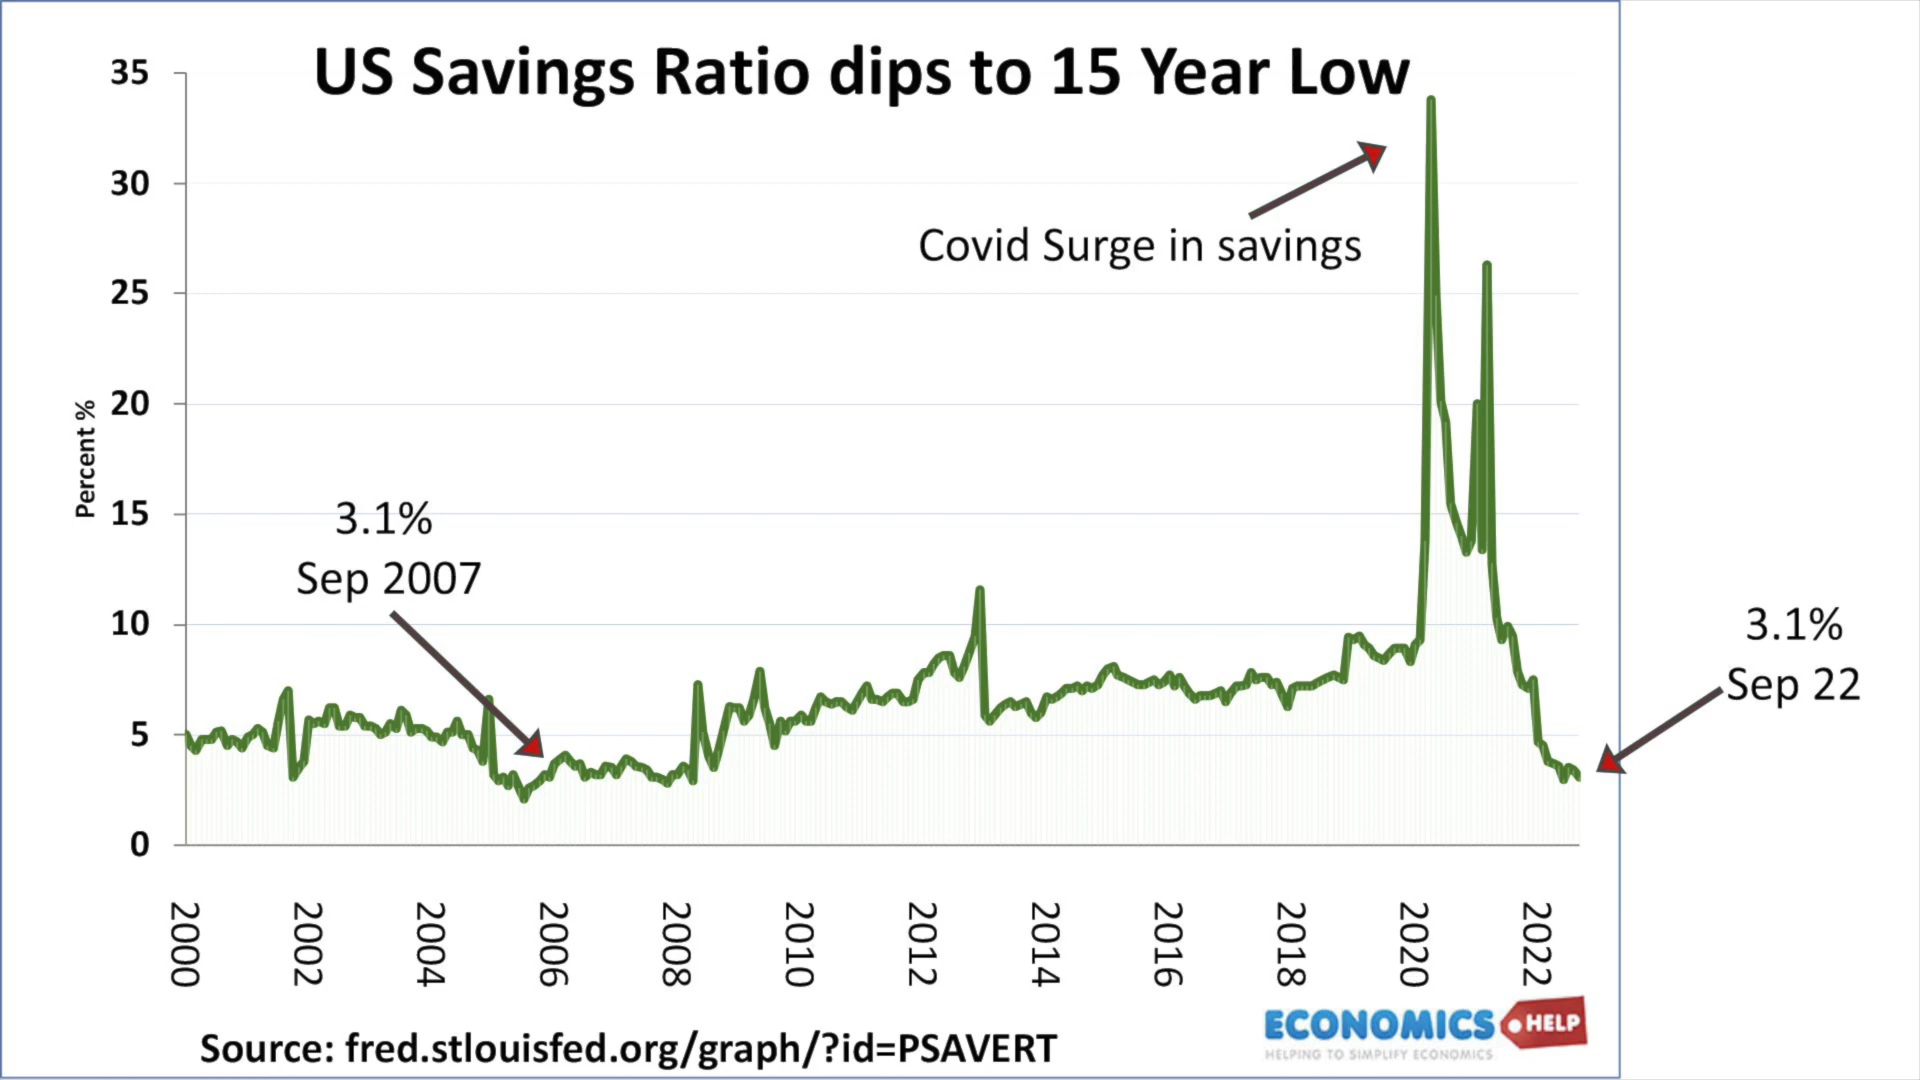 US Savings Ratio dips to 15 Year Low
35
30
25
20
15
10
5
0
Percent %
Covid Surge in savings
3.1%
Sep 2007
3.1%
Sep 22
2000
2002
2004
2006
2008
2010
2012
2014
2016
2018
2020
2022
Source: fred.stlouisfed.org/graph/?id=PSAVERT
ECONOMICS HELP
HELPING TO SIMPLIFY ECONOMICS